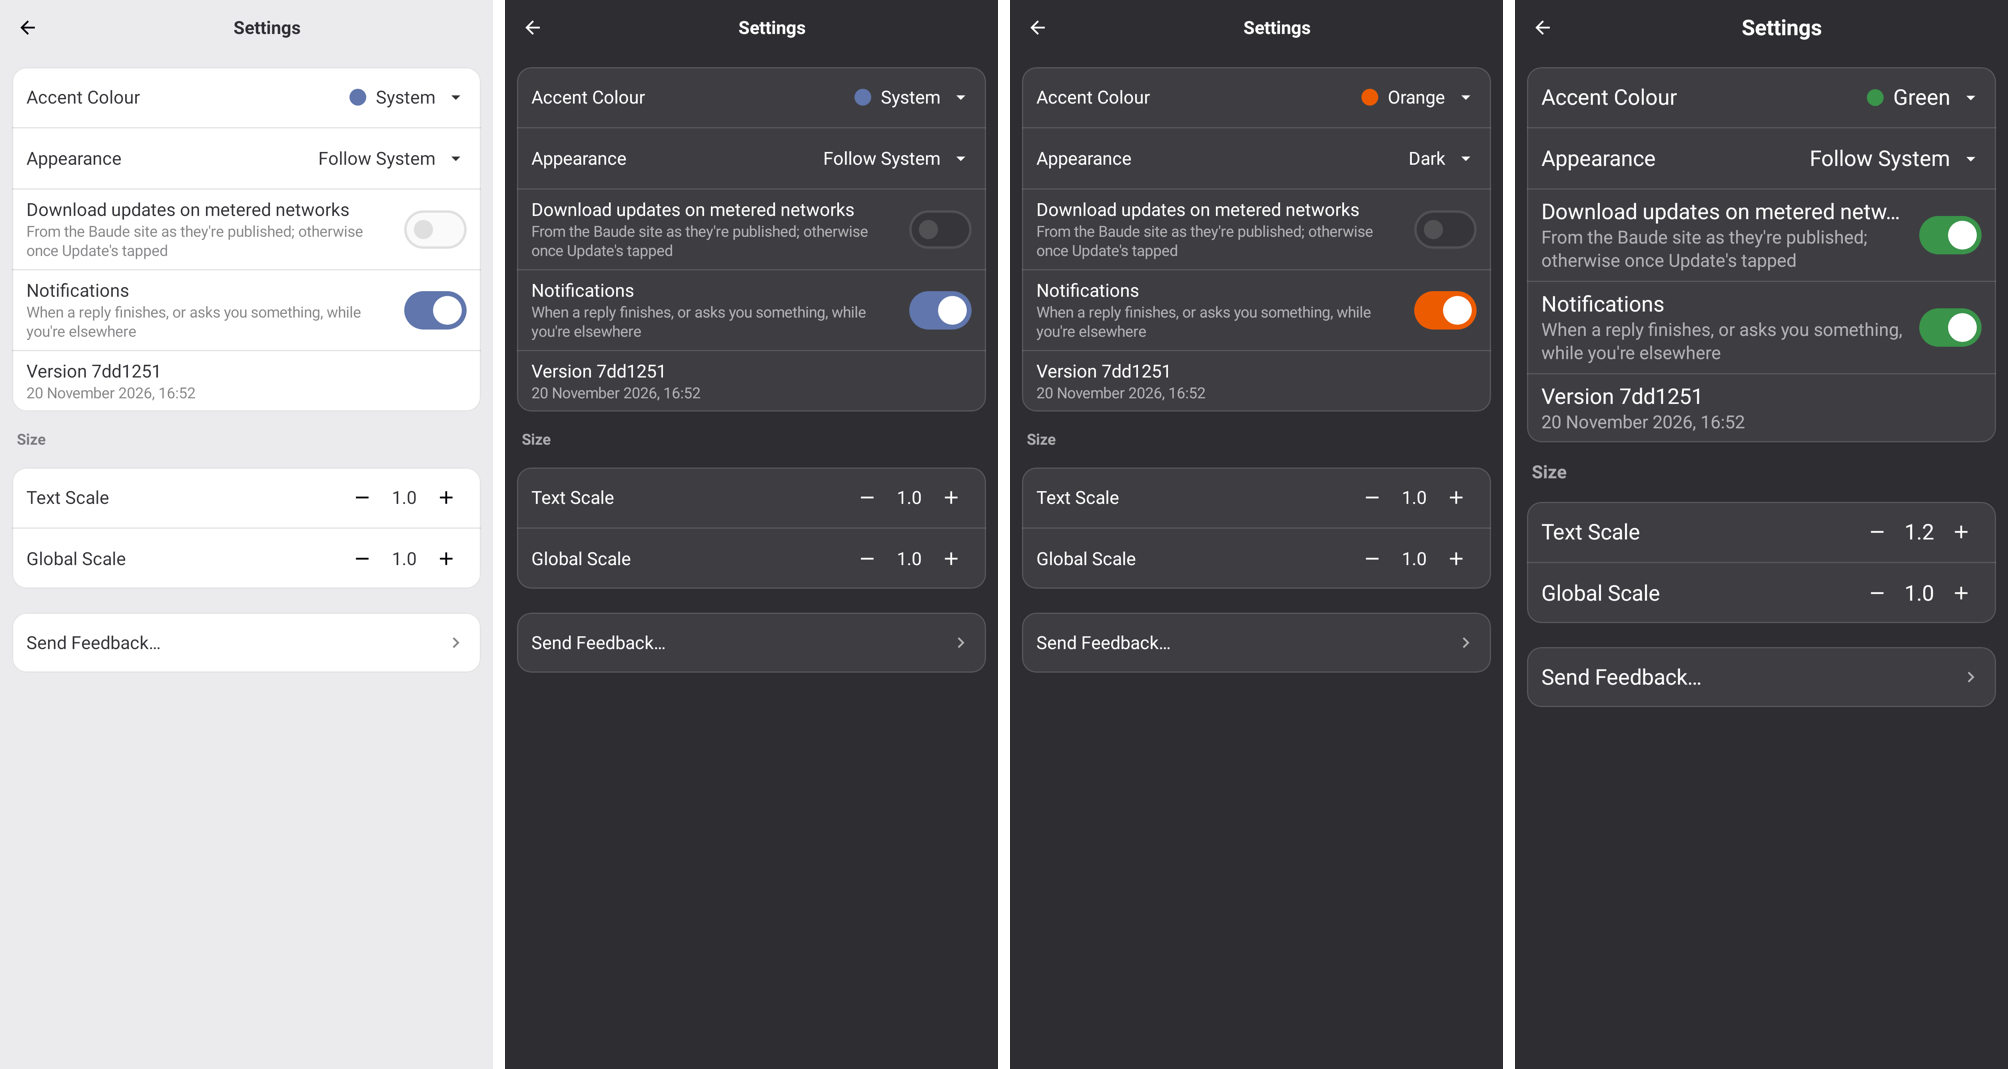 Settings
Accent Colour System
Appearance Follow System
Download updates on metered networks
From the Baude site as they're published; otherwise
once Update's tapped
Notifications
When a reply finishes, or asks you something, while
you're elsewhere
Version 7dd1251
20 November 2026, 16:52
Size
Text Scale − 1.0 +
Global Scale − 1.0 +
Send Feedback…
Settings
Accent Colour System
Appearance Follow System
Download updates on metered networks
From the Baude site as they're published; otherwise
once Update's tapped
Notifications
When a reply finishes, or asks you something, while
you're elsewhere
Version 7dd1251
20 November 2026, 16:52
Size
Text Scale − 1.0 +
Global Scale − 1.0 +
Send Feedback…
Settings
Accent Colour Orange
Appearance Dark
Download updates on metered networks
From the Baude site as they're published; otherwise
once Update's tapped
Notifications
When a reply finishes, or asks you something, while
you're elsewhere
Version 7dd1251
20 November 2026, 16:52
Size
Text Scale − 1.0 +
Global Scale − 1.0 +
Send Feedback…
Settings
Accent Colour Green
Appearance Follow System
Download updates on metered netw…
From the Baude site as they're published;
otherwise once Update's tapped
Notifications
When a reply finishes, or asks you something,
while you're elsewhere
Version 7dd1251
20 November 2026, 16:52
Size
Text Scale − 1.2 +
Global Scale − 1.0 +
Send Feedback…